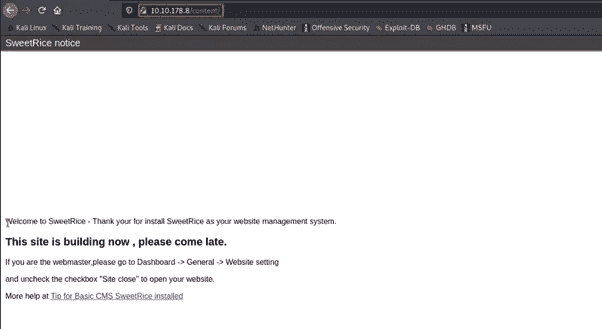 10.10.178.8/content/
Kali Linux Kali Training Kali Tools Kali Docs Kali Forums NetHunter Offensive Security Exploit-DB GHDB MSFU
SweetRice notice
Welcome to SweetRice - Thank your for install SweetRice as your website management system.
This site is building now , please come late.
If you are the webmaster,please go to Dashboard -> General -> Website setting
and uncheck the checkbox "Site close" to open your website.
More help at Tip for Basic CMS SweetRice installed